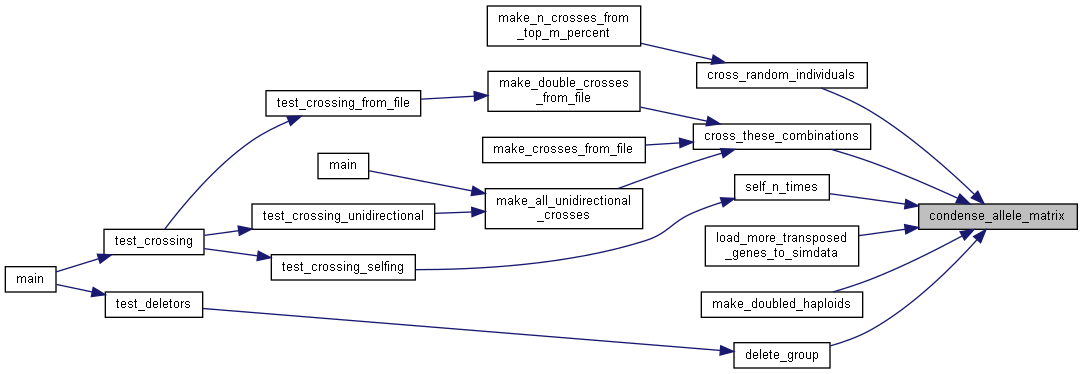 make_n_crosses_from
_top_m_percent
cross_random_individuals
make_double_crosses
_from_file
test_crossing_from_file
cross_these_combinations
make_crosses_from_file
main
self_n_times
make_all_unidirectional
_crosses
test_crossing_unidirectional
condense_allele_matrix
test_crossing
load_more_transposed
_genes_to_simdata
test_crossing_selfing
main
test_deletors
make_doubled_haploids
delete_group